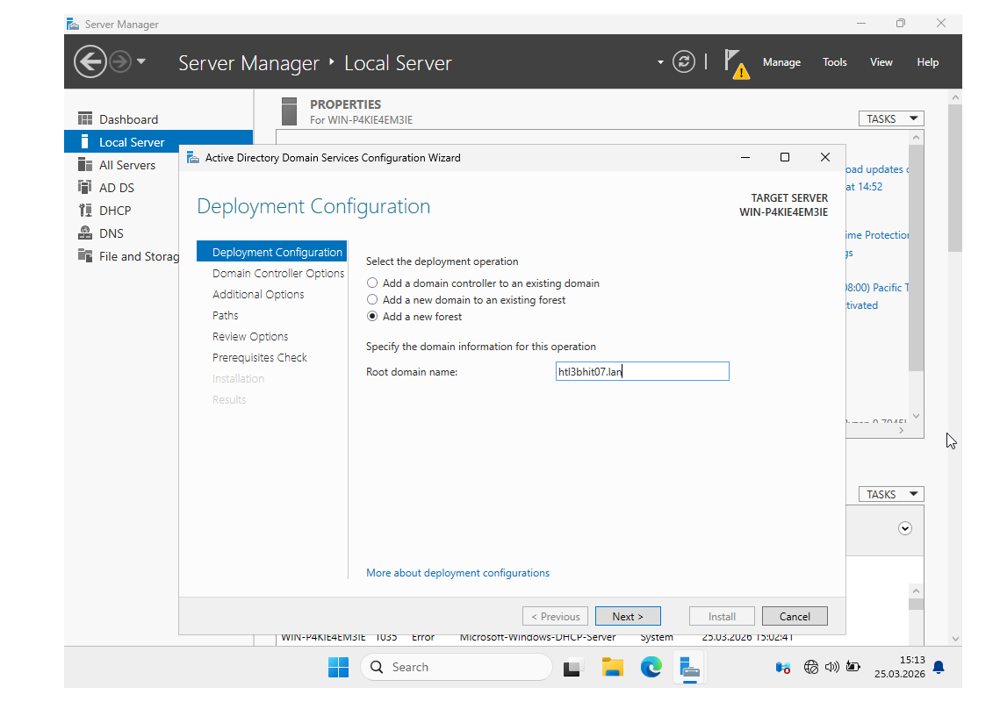 Server Manager
Server Manager ‣ Local Server
Manage Tools View Help
Dashboard
Local Server
All Servers
AD DS
DHCP
DNS
File and Storag
PROPERTIES
For WIN-P4KIE4EM3IE
TASKS
oad updates
at 14:52
ime Protection
gs
08:00) Pacific T
tivated
Active Directory Domain Services Configuration Wizard
Deployment Configuration
TARGET SERVER
WIN-P4KIE4EM3IE
Deployment Configuration
Domain Controller Options
Additional Options
Paths
Review Options
Prerequisites Check
Installation
Results
Select the deployment operation
Add a domain controller to an existing domain
Add a new domain to an existing forest
Add a new forest
Specify the domain information for this operation
Root domain name: htl3bhit07.lan
More about deployment configurations
< Previous Next > Install Cancel
TASKS
WIN-P4KIE4EM3IE 1035 Error Microsoft-Windows-DHCP-Server System 25.03.2026 15:02:41
Search
15:13
25.03.2026